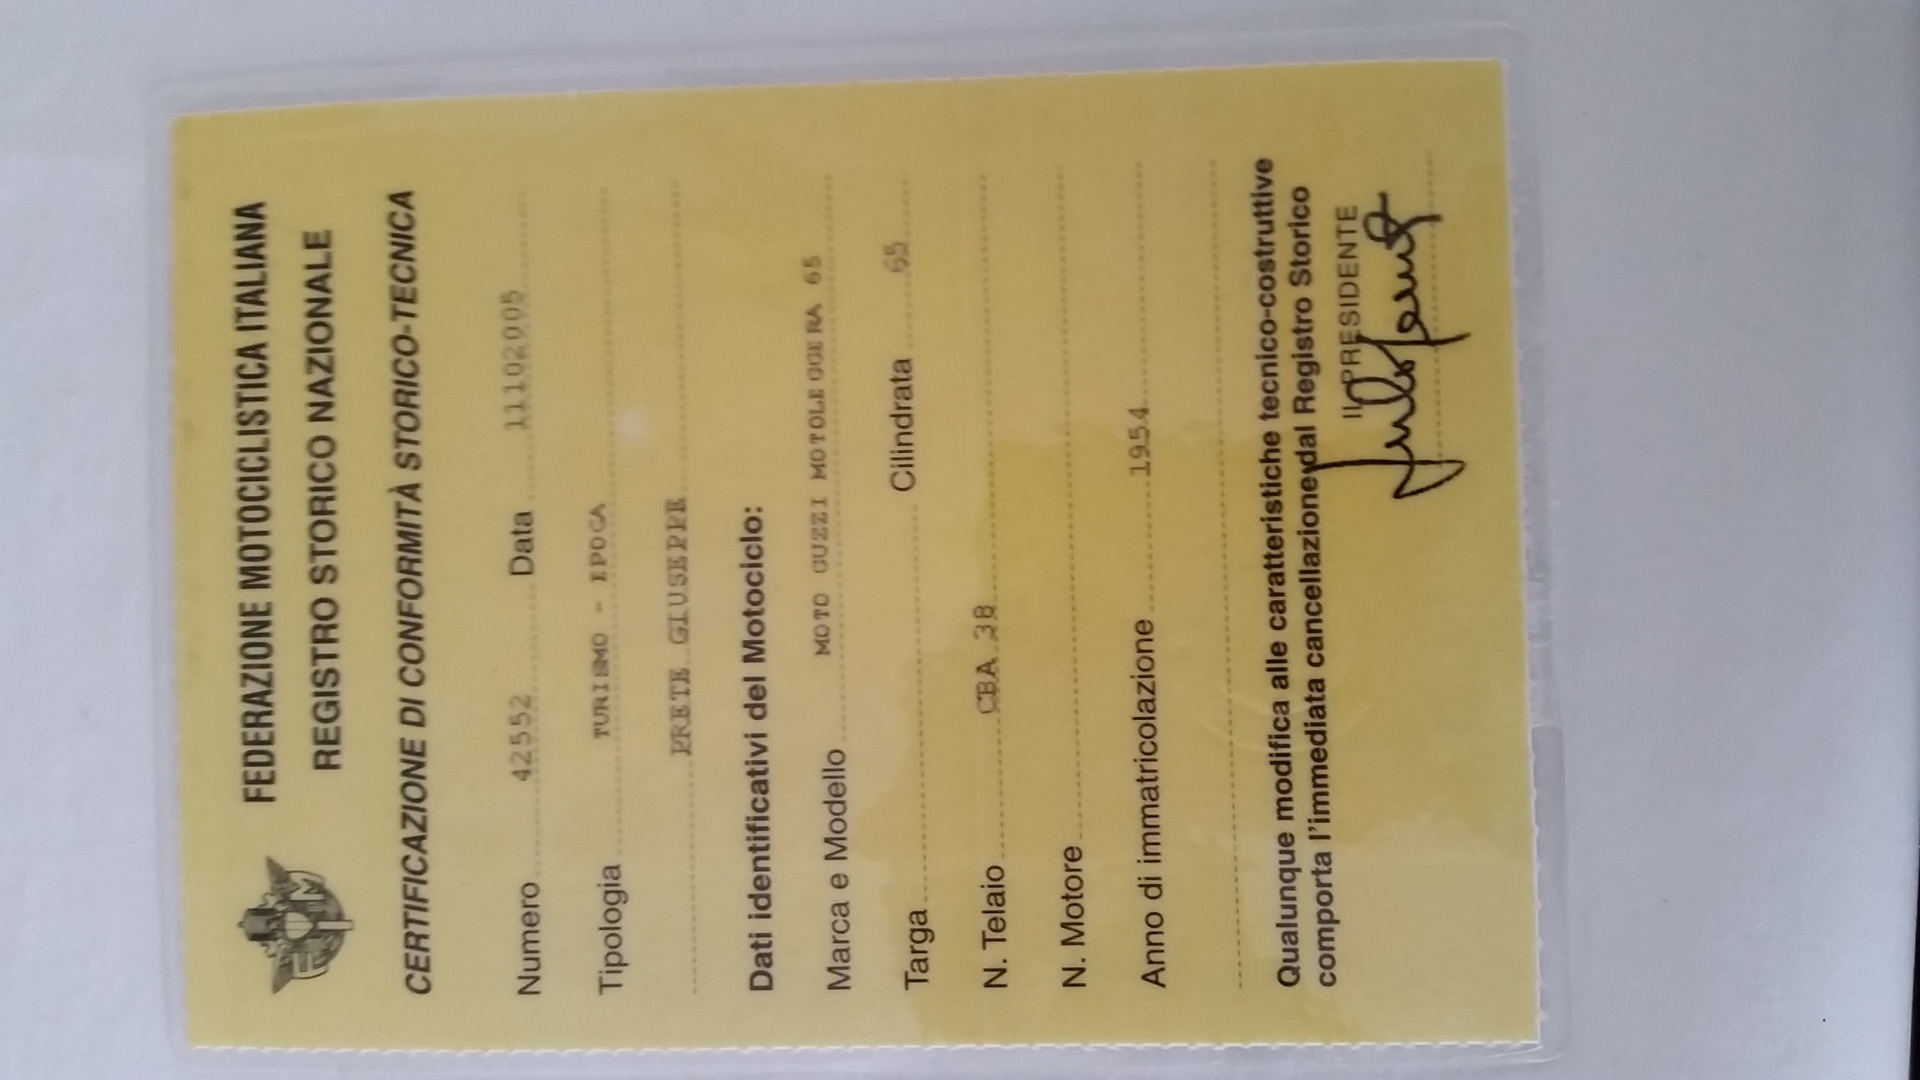 FEDERAZIONE MOTOCICLISTICA ITALIANA
REGISTRO STORICO NAZIONALE
FMI
CERTIFICAZIONE DI CONFORMITÀ STORICO-TECNICA
Numero 42552 Data 11102005
Tipologia TURISMO - EPOCA
PRETE GIUSEPPE
Dati identificativi del Motociclo:
Marca e Modello MOTO GUZZI MOTOLEGGERA 65
Targa Cilindrata 65
N. Telaio CBA 38
N. Motore
Anno di immatricolazione 1954
Qualunque modifica alle caratteristiche tecnico-costruttive
comporta l'immediata cancellazione dal Registro Storico
IL PRESIDENTE